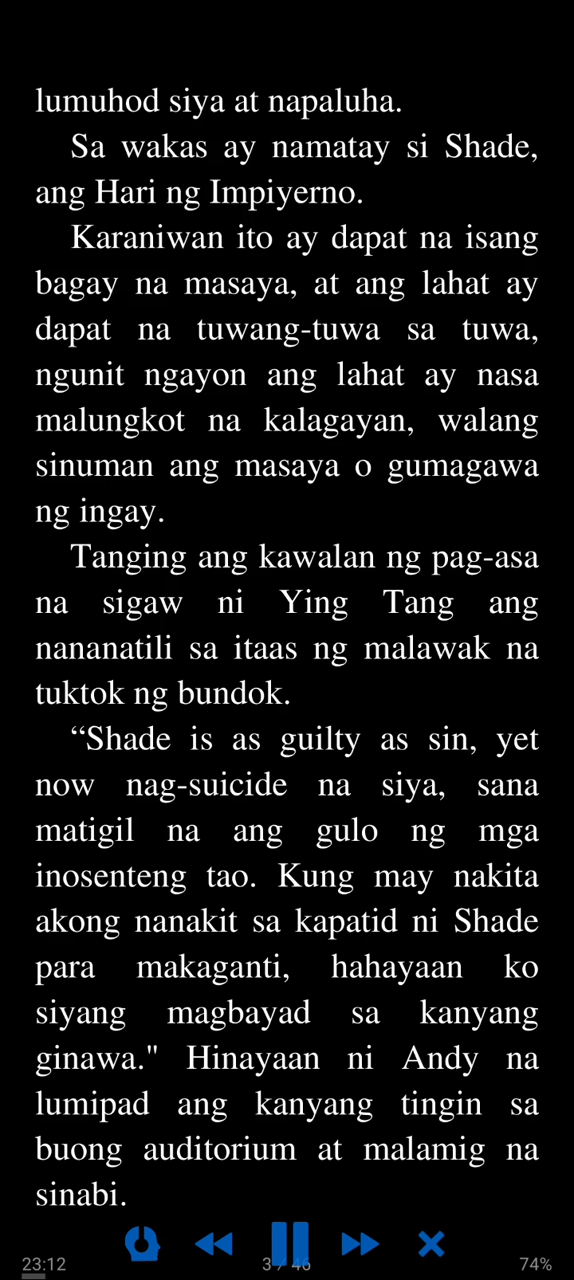 lumuhod siya at napaluha.
Sa wakas ay namatay si Shade,
ang Hari ng Impiyerno.
Karaniwan ito ay dapat na isang
bagay na masaya, at ang lahat ay
dapat na tuwang-tuwa sa tuwa,
ngunit ngayon ang lahat ay nasa
malungkot na kalagayan, walang
sinuman ang masaya o gumagawa
ng ingay.
Tanging ang kawalan ng pag-asa
na sigaw ni Ying Tang ang
nananatili sa itaas ng malawak na
tuktok ng bundok.
“Shade is as guilty as sin, yet
now nag-suicide na siya, sana
matigil na ang gulo ng mga
inosenteng tao. Kung may nakita
akong nanakit sa kapatid ni Shade
para makaganti, hahayaan ko
siyang magbayad sa kanyang
ginawa." Hinayaan ni Andy na
lumipad ang kanyang tingin sa
buong auditorium at malamig na
sinabi.
23:12 3 / 46 74%